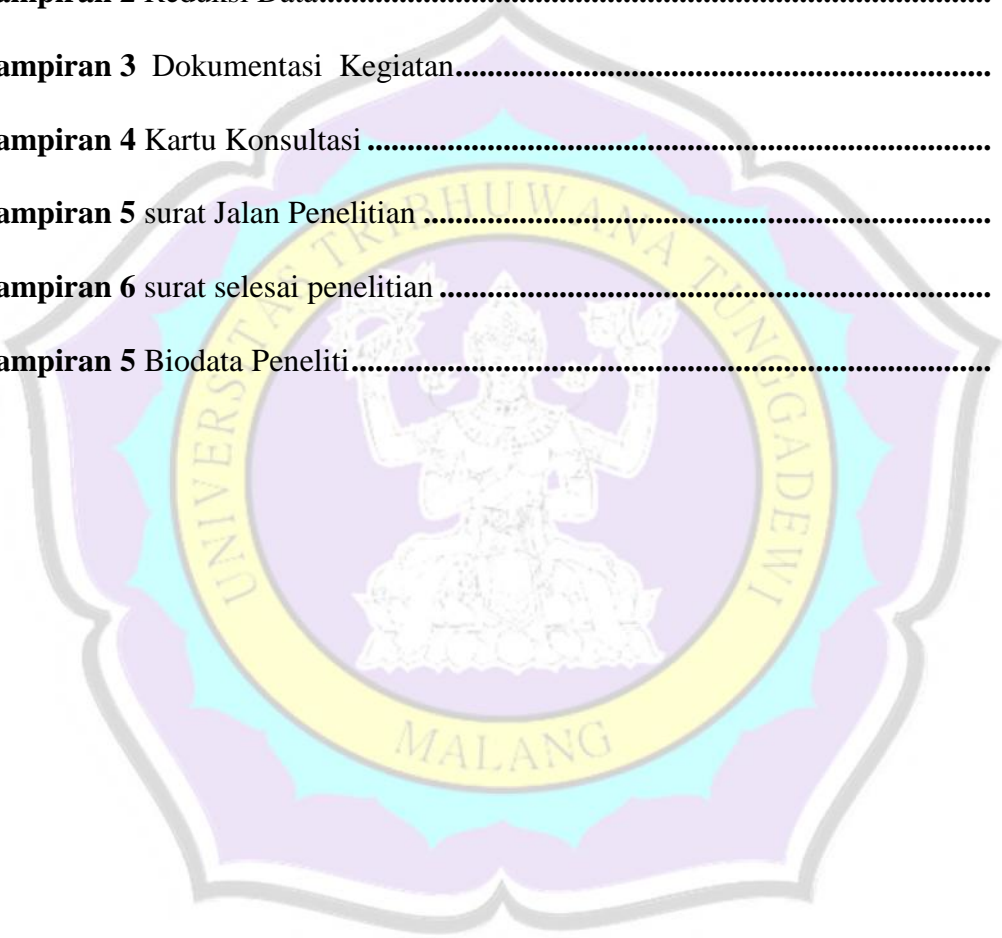 ampiran 2 Reduksi Data.......................................................................................
ampiran 3 Dokumentasi Kegiatan...................................................................
ampiran 4 Kartu Konsultasi..............................................................................
ampiran 5 surat Jalan Penelitian.......................................................................
ampiran 6 surat selesai penelitian.....................................................................
ampiran 5 Biodata Peneliti................................................................................
UNIVERSITAS TRIBHUWANA TUNGGADEWI
MALANG